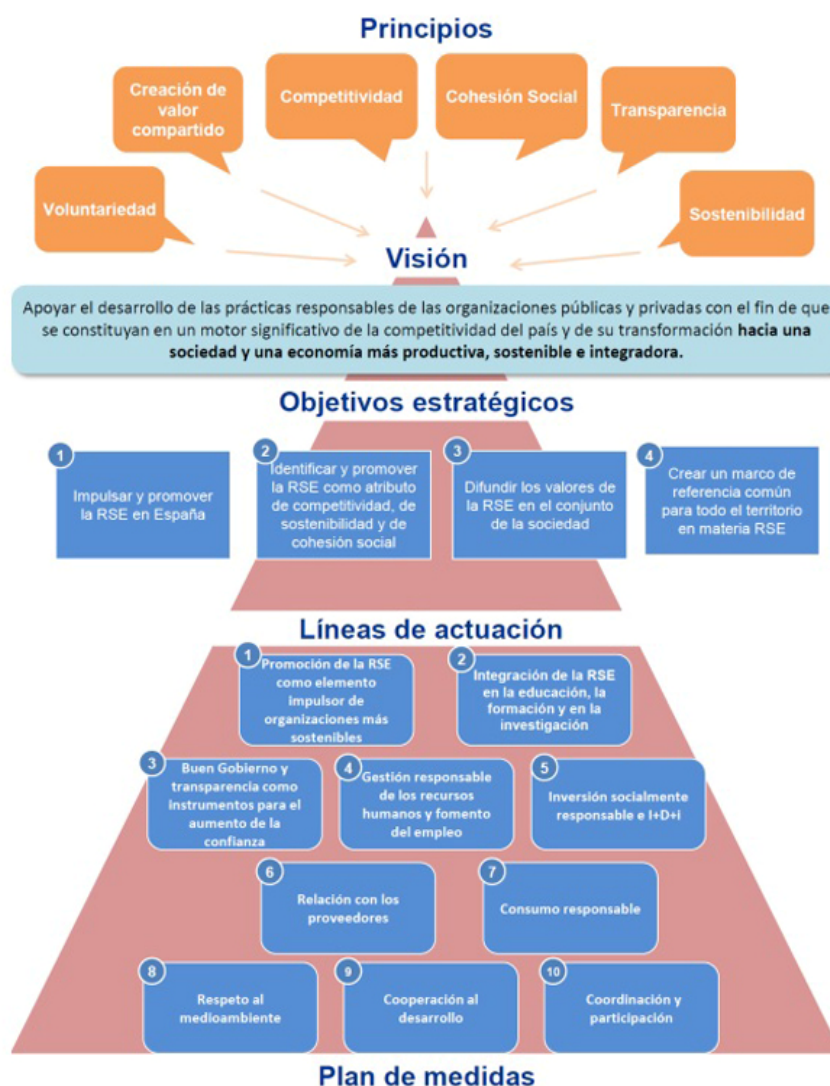 Principios
Creación de
valor
compartido
Competitividad
Cohesión Social
Transparencia
Voluntariedad
Sostenibilidad
Visión
Apoyar el desarrollo de las prácticas responsables de las organizaciones públicas y privadas con el fin de que
se constituyan en un motor significativo de la competitividad del país y de su transformación hacia una
sociedad y una economía más productiva, sostenible e integradora.
Objetivos estratégicos
1
Impulsar y promover
la RSE en España
2
Identificar y promover
la RSE como atributo
de competitividad, de
sostenibilidad y de
cohesión social
3
Difundir los valores de
la RSE en el conjunto
de la sociedad
4
Crear un marco de
referencia común
para todo el territorio
en materia RSE
Líneas de actuación
1
Promoción de la RSE
como elemento
impulsor de
organizaciones más
sostenibles
2
Integración de la RSE
en la educación, la
formación y en la
investigación
3
Buen Gobierno y
transparencia como
instrumentos para el
aumento de la
confianza
4
Gestión responsable
de los recursos
humanos y fomento
del empleo
5
Inversión socialmente
responsable e I+D+i
6
Relación con los
proveedores
7
Consumo responsable
8
Respeto al
medioambiente
9
Cooperación al
desarrollo
10
Coordinación y
participación
Plan de medidas